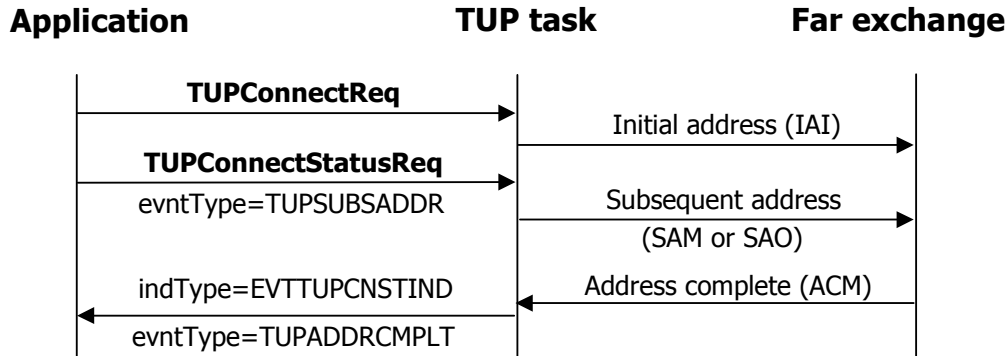 Application
TUP task
Far exchange
TUPConnectReq
Initial address (IAI)
TUPConnectStatusReq
evntType=TUPSUBSADDR
Subsequent address
(SAM or SAO)
Address complete (ACM)
indType=EVTTUPCNSTIND
evntType=TUPADDRCMPLT